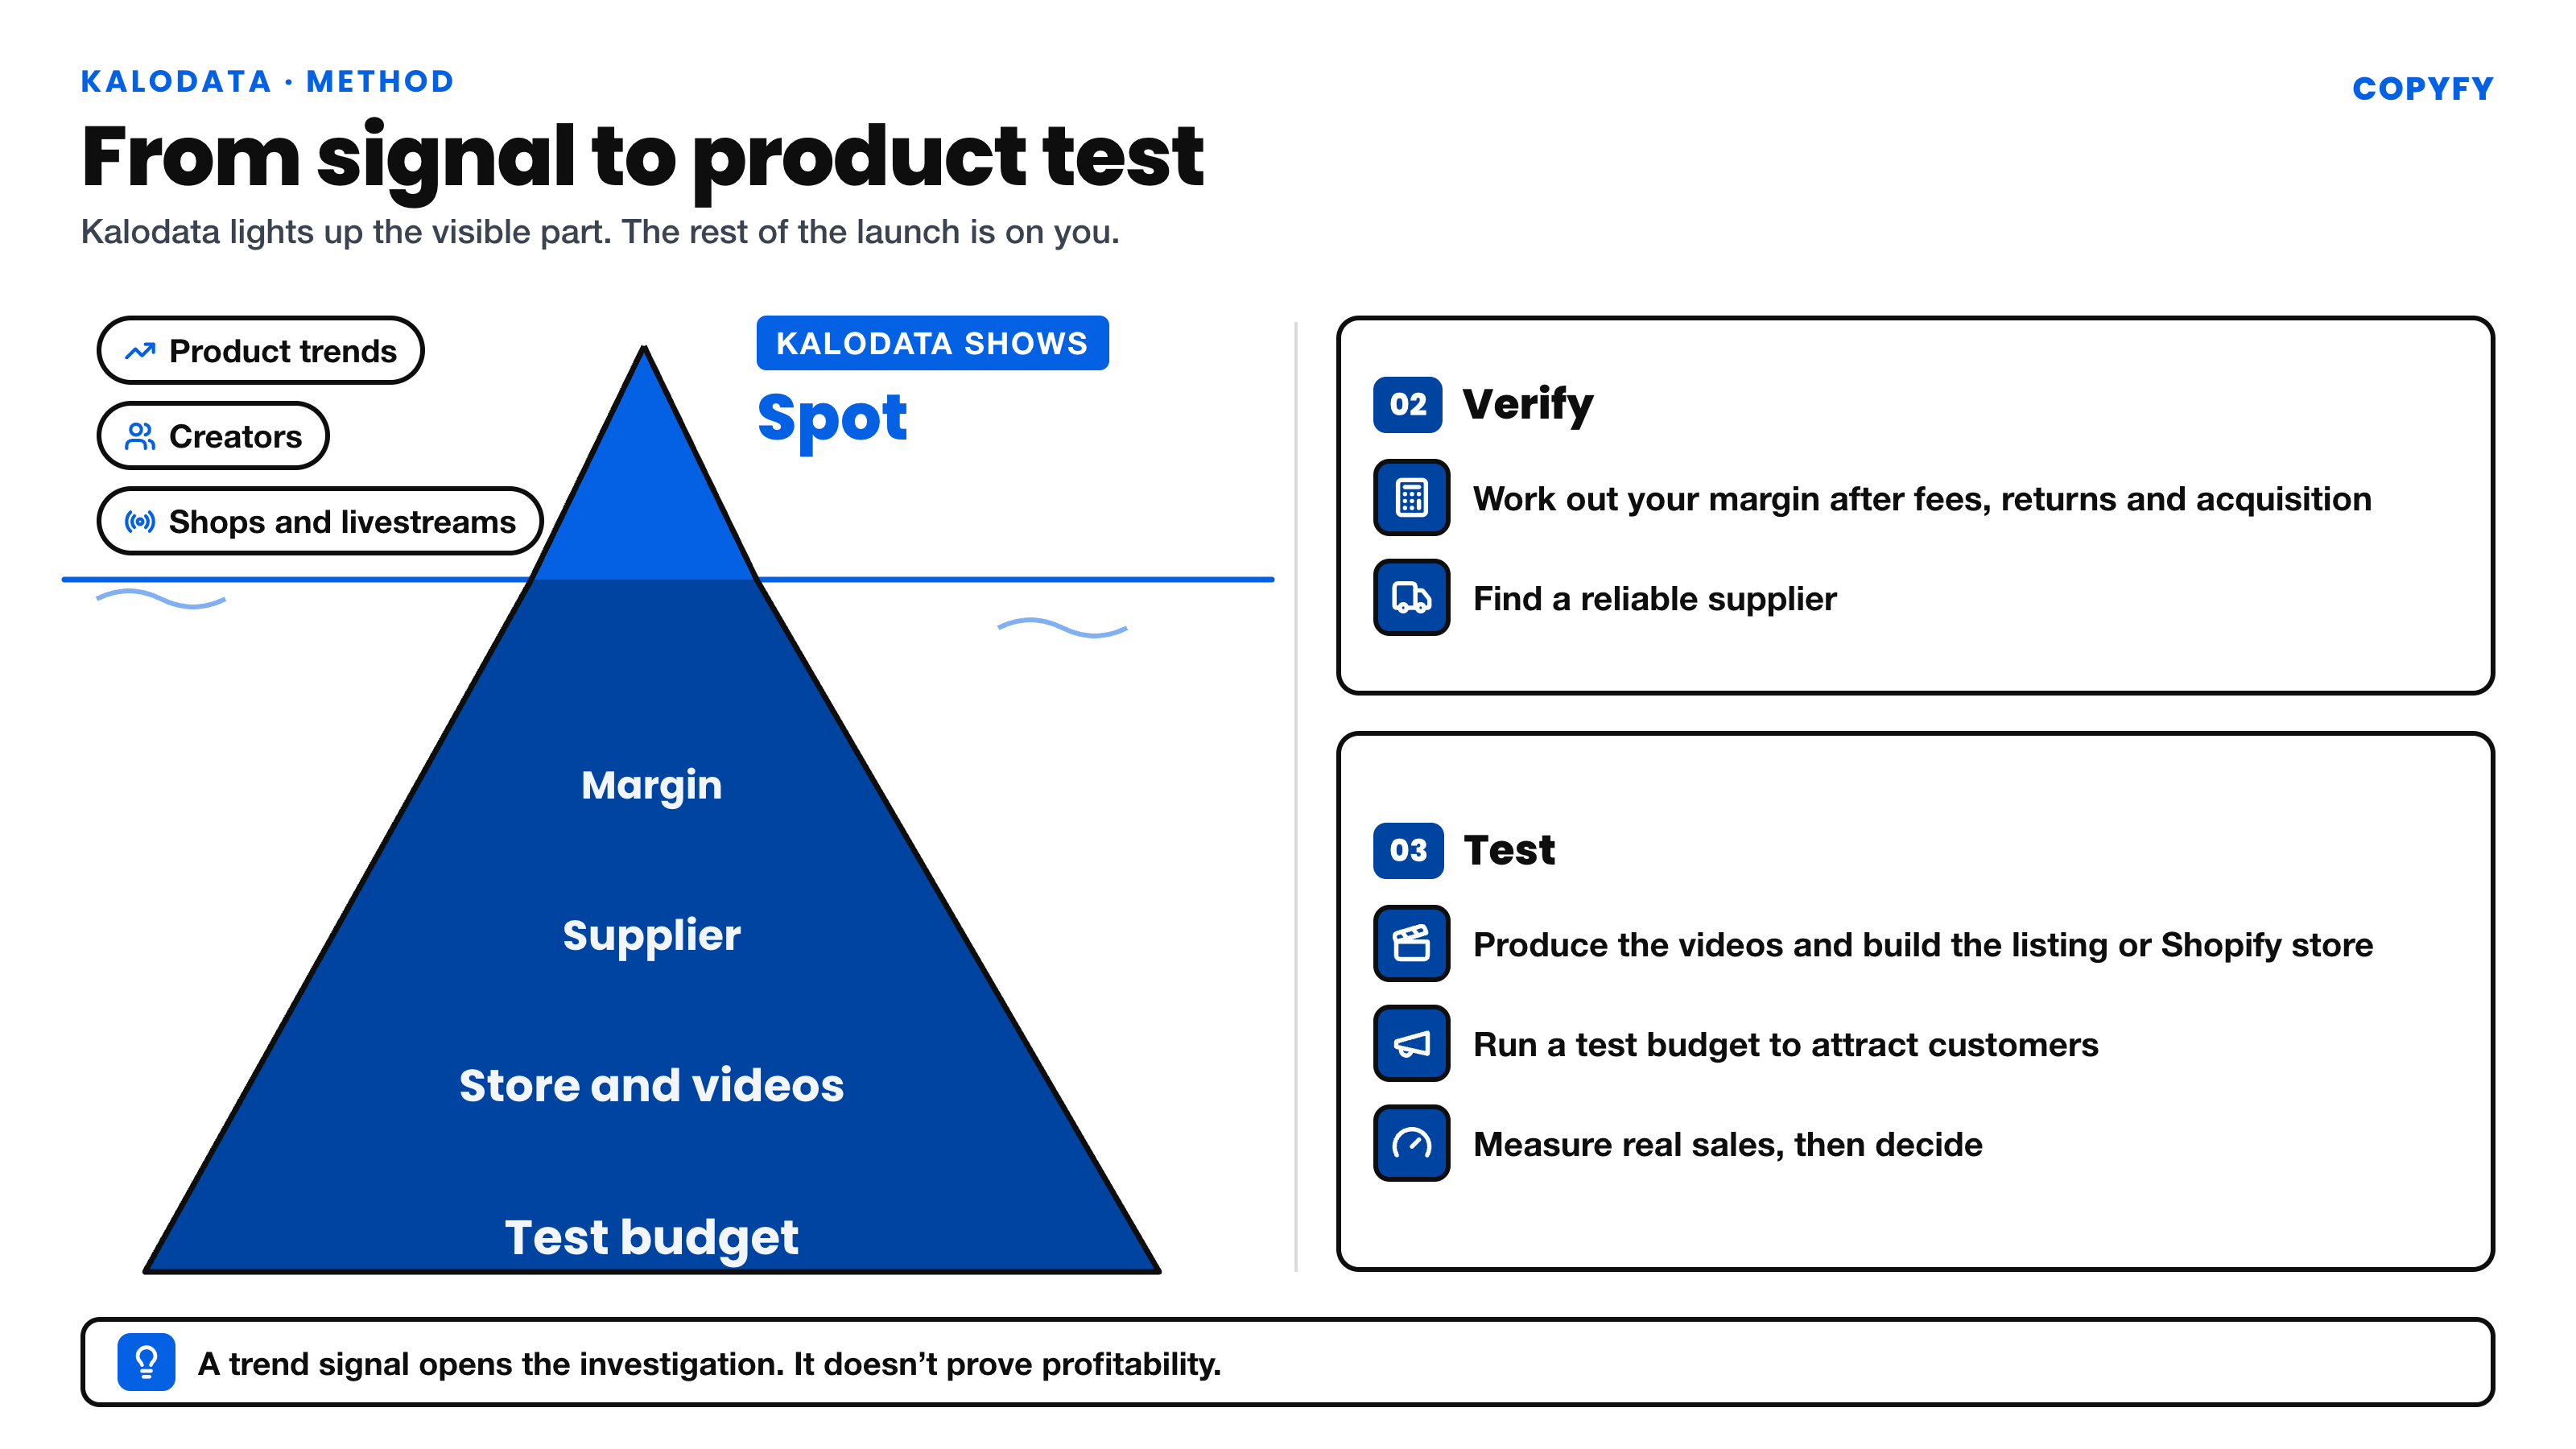 KALODATA · METHOD
COPYFY
From signal to product test
Kalodata lights up the visible part. The rest of the launch is on you.
Product trends
Creators
Shops and livestreams
KALODATA SHOWS
Spot
Margin
Supplier
Store and videos
Test budget
02 Verify
Work out your margin after fees, returns and acquisition
Find a reliable supplier
03 Test
Produce the videos and build the listing or Shopify store
Run a test budget to attract customers
Measure real sales, then decide
A trend signal opens the investigation. It doesn’t prove profitability.